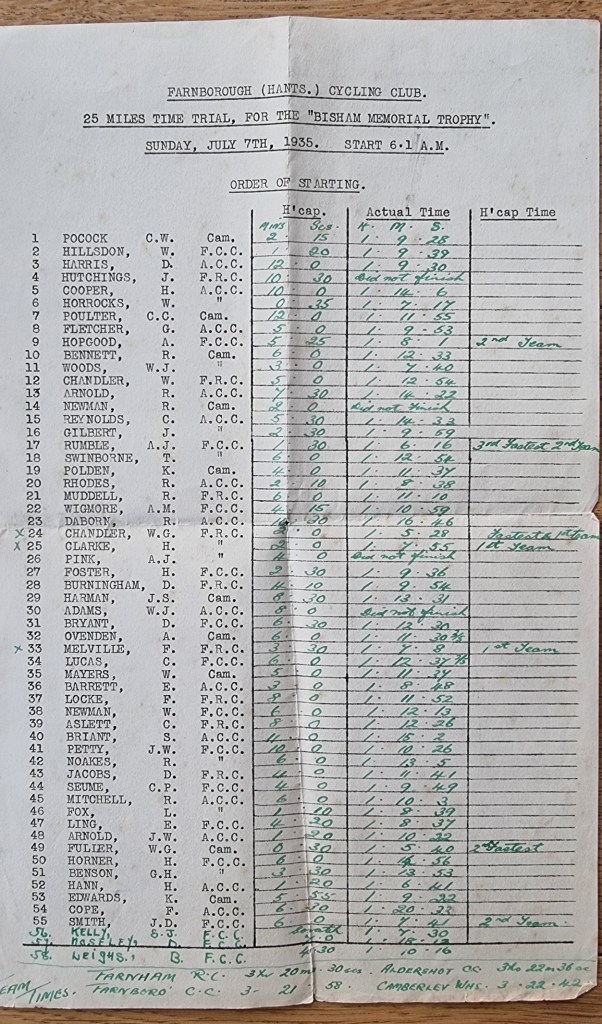 FARNBOROUGH (HANTS.) CYCLING CLUB.
25 MILES TIME TRIAL, FOR THE "BISHAM MEMORIAL TROPHY".
SUNDAY, JULY 7TH, 1935. START 6·1 A.M.
ORDER OF STARTING.
H'cap. Actual Time H'cap Time
Mins Secs. H. M. S.
1 POCOCK C.W. Cam. 2 15 1 · 9 · 28
2 HILLSDON, W. F.C.C. 1 20 1 · 9 · 39
3 HARRIS, D. A.C.C. 12 0 1 · 9 · 30
4 HUTCHINGS, J. F.R.C. 10 30 Did not finish
5 COOPER, H. A.C.C. 10 0 1 · 14 · 6
6 HORROCKS, W. " 0 35 1 · 7 · 17
7 POULTER, C.C. Cam. 12 0 1 · 11 · 55
8 FLETCHER, G. A.C.C. 5 0 1 · 9 · 53
9 HOPGOOD, A. F.C.C. 5 25 1 · 8 · 1 2nd Team
10 BENNETT, R. Cam. 6 0 1 · 12 · 33
11 WOODS, W.J. " 3 0 1 · 7 · 40
12 CHANDLER, W. F.R.C. 5 0 1 · 12 · 54
13 ARNOLD, R. A.C.C. 7 30 1 · 14 · 22
14 NEWMAN, R. Cam. 2 0 Did not finish
15 REYNOLDS, C. A.C.C. 5 30 1 · 14 · 33
16 GILBERT, J. " 2 30 1 · 7 · 59
17 RUMBLE, A.J. F.C.C. 1 30 1 · 6 · 16 3rd Fastest 2nd Team
18 SWINBORNE, T. " 6 0 1 · 12 · 54
19 POLDEN, K. Cam. 4 0 1 · 11 · 37
20 RHODES, R. A.C.C. 2 10 1 · 8 · 38
21 MUDDELL, R. F.R.C. 6 0 1 · 11 · 10
22 WIGMORE, A.M. F.C.C. 4 15 1 · 10 · 59
23 DABORN, R. A.C.C. 30 1 · 16 · 46
x 24 CHANDLER, W.G. F.R.C. 2 0 1 · 5 · 28 Fastest & 1st team
x 25 CLARKE, H. " 2 0 1 · 7 · 55 1st Team
26 PINK, A.J. " 4 0 Did not finish
27 FOSTER, H. F.C.C. 2 30 1 · 9 · 36
28 BURNINGHAM, D. F.R.C. 4 10 1 · 9 · 54
29 HARMAN, J.S. Cam. 8 30 1 · 13 · 31
30 ADAMS, W.J. A.C.C. 8 0 Did not finish
31 BRYANT, D. F.C.C. 6 30 1 · 12 · 30
32 OVENDEN, A. Cam. 6 0 1 · 11 · 30
x 33 MELVILLE, F. F.R.C. 3 30 1 · 7 · 8 1st Team
34 LUCAS, C. F.C.C. 6 0 1 · 12 · 37
35 MAYERS, W. Cam. 5 0 1 · 11 · 34
36 BARRETT, E. A.C.C. 3 0 1 · 8 · 48
37 LOCKE, F. F.R.C. 8 0 1 · 11 · 52
38 NEWMAN, W. F.C.C. 6 0 1 · 12 · 13
39 ASLETT, C. F.R.C. 8 0 1 · 12 · 26
40 BRIANT, S. A.C.C. 11 0 1 · 15 · 2
41 PETTY, J.W. F.C.C. 10 0 1 · 10 · 26
42 NOAKES, R. " 6 0 1 · 13 · 5
43 JACOBS, D. F.R.C. 4 0 1 · 11 · 41
44 SEUME, C.P. F.C.C. 4 0 1 · 9 · 49
45 MITCHELL, R. A.C.C. 6 0 1 · 10 · 3
46 FOX, L. " 1 10 1 · 8 · 39
47 LING, E. F.C.C. 4 20 1 · 8 · 37
48 ARNOLD, J.W. A.C.C. 1 20 1 · 10 · 32
49 FULLER, W.G. Cam. 0 30 1 · 5 · 40 2nd Fastest
50 HORNER, H. F.C.C. 6 0 1 · 14 · 56
51 BENSON, G.H. " 3 30 1 · 13 · 53
52 HANN, H. A.C.C. 1 20 1 · 6 · 41
53 EDWARDS, K. Cam. 5 55 1 · 9 · 22
54 COPE, F. A.C.C. 6 30 1 · 20 · 33
55 SMITH, J.D. F.C.C. 6 0 1 · 7 · 41 2nd Team
56. KELLY, S.J. F.C.C. Scratch 1 · 7 · 30
57. MOSELEY, D. F.C.C. 0 1 · 18 · 12
58. Leighs, B. F.C.C. 4 · 30 1 · 10 · 16
FARNHAM R.C. 3 hrs 20 m · 30 secs. ALDERSHOT CC 3 hrs 22 m 36
TEAM TIMES. FARNBORO' C.C. 3 - 21 58. CAMBERLEY WHS. 3 . 22 . 42